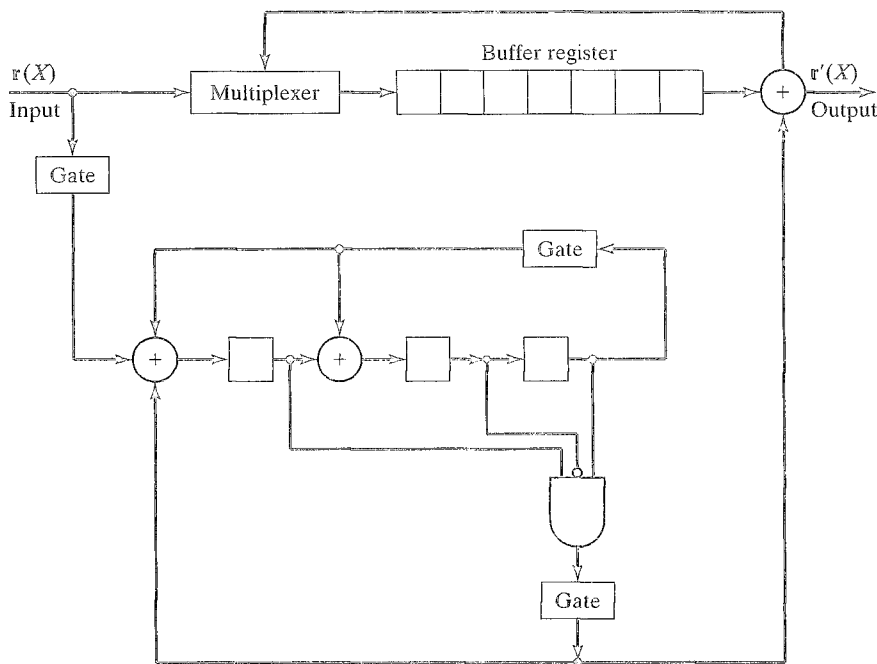 Buffer register
𝕣(X)
Input
Multiplexer
+
𝕣′(X)
Output
Gate
Gate
+
+
Gate